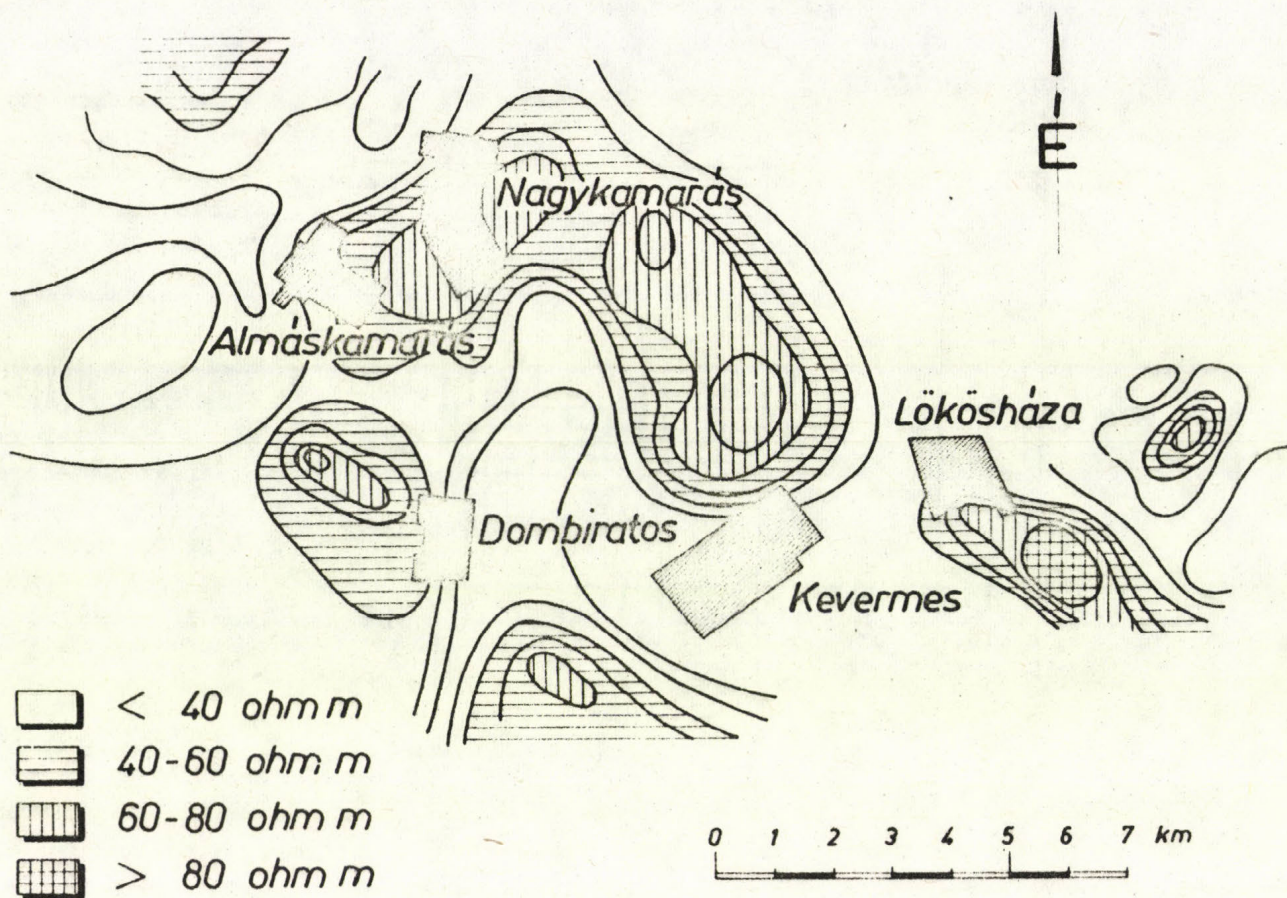 E
Nagykamarás
Almáskamarás
Lökösháza
Dombiratos
Kevermes
< 40 ohm m
40-60 ohm m
60-80 ohm m
> 80 ohm m
0 1 2 3 4 5 6 7 km